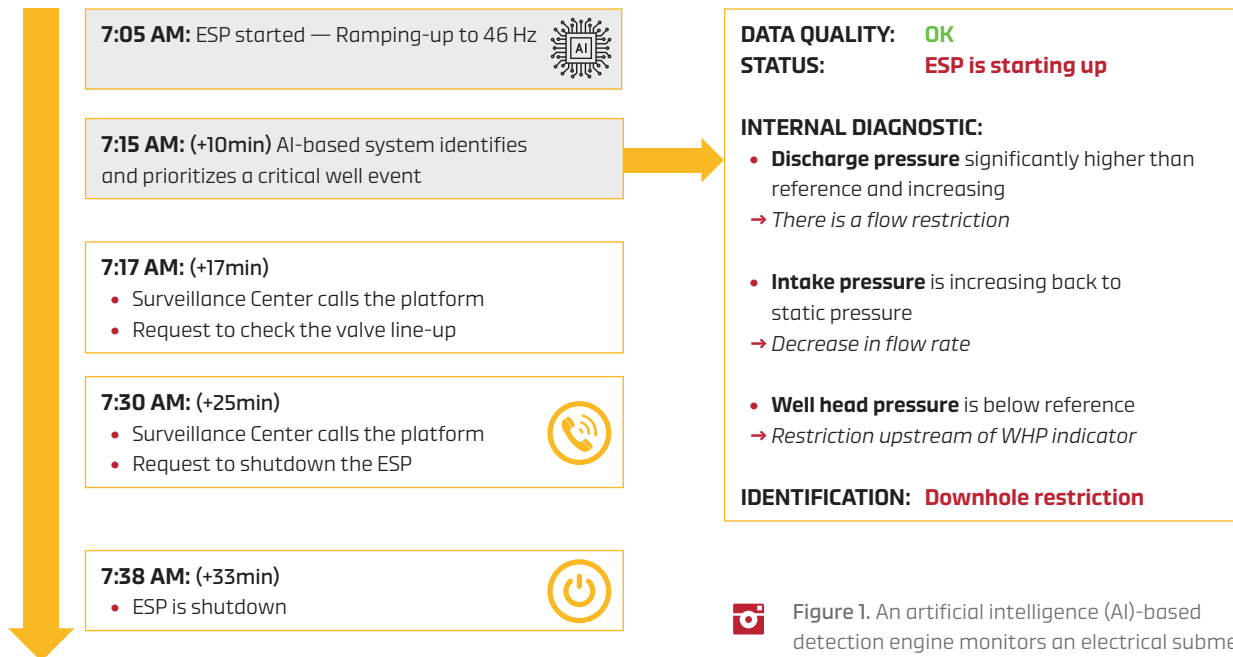 7:05 AM: ESP started — Ramping-up to 46 Hz
AI
7:15 AM: (+10min) AI-based system identifies
and prioritizes a critical well event
7:17 AM: (+17min)
• Surveillance Center calls the platform
• Request to check the valve line-up
7:30 AM: (+25min)
• Surveillance Center calls the platform
• Request to shutdown the ESP
7:38 AM: (+33min)
• ESP is shutdown
DATA QUALITY: OK
STATUS: ESP is starting up
INTERNAL DIAGNOSTIC:
• Discharge pressure significantly higher than
reference and increasing
→ There is a flow restriction
• Intake pressure is increasing back to
static pressure
→ Decrease in flow rate
• Well head pressure is below reference
→ Restriction upstream of WHP indicator
IDENTIFICATION: Downhole restriction
Figure 1. An artificial intelligence (AI)-based
detection engine monitors an electrical